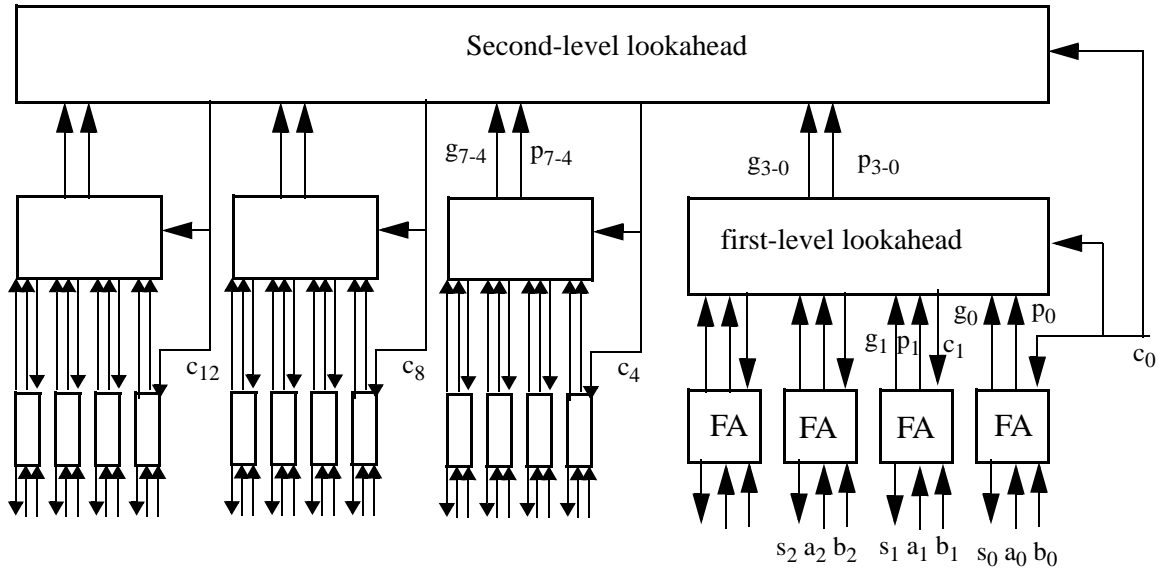 Second-level lookahead
g7-4 p7-4
g3-0 p3-0
first-level lookahead
g1 p1 c1 g0 p0
c12 c8 c4 c0
FA FA FA FA
s2 a2 b2 s1 a1 b1 s0 a0 b0